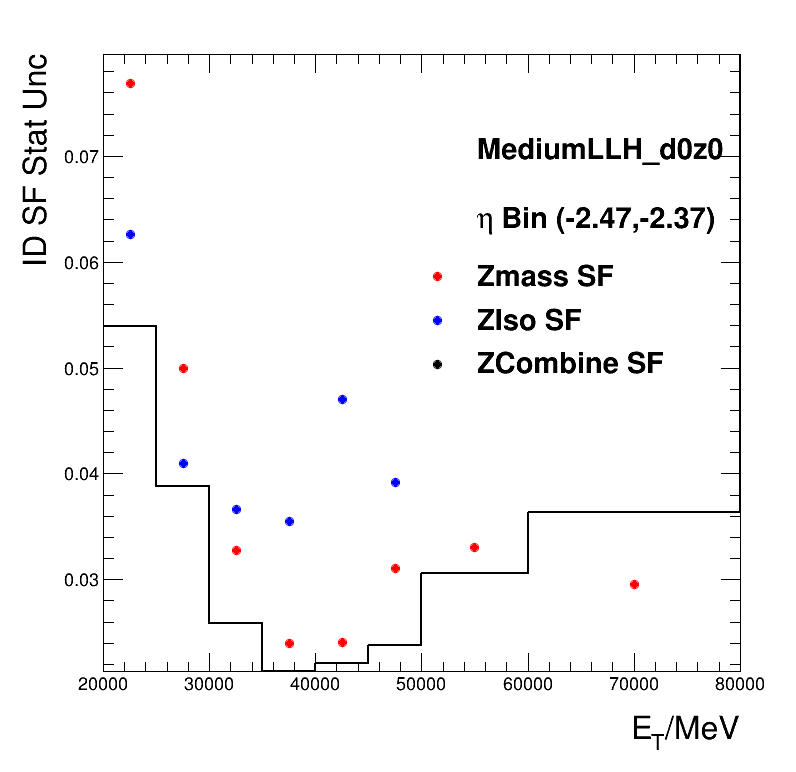 ID SF Stat Unc
0.07
0.06
0.05
0.04
0.03
MediumLLH_d0z0
η Bin (-2.47,-2.37)
Zmass SF
ZIso SF
ZCombine SF
20000 30000 40000 50000 60000 70000 80000
E_T/MeV